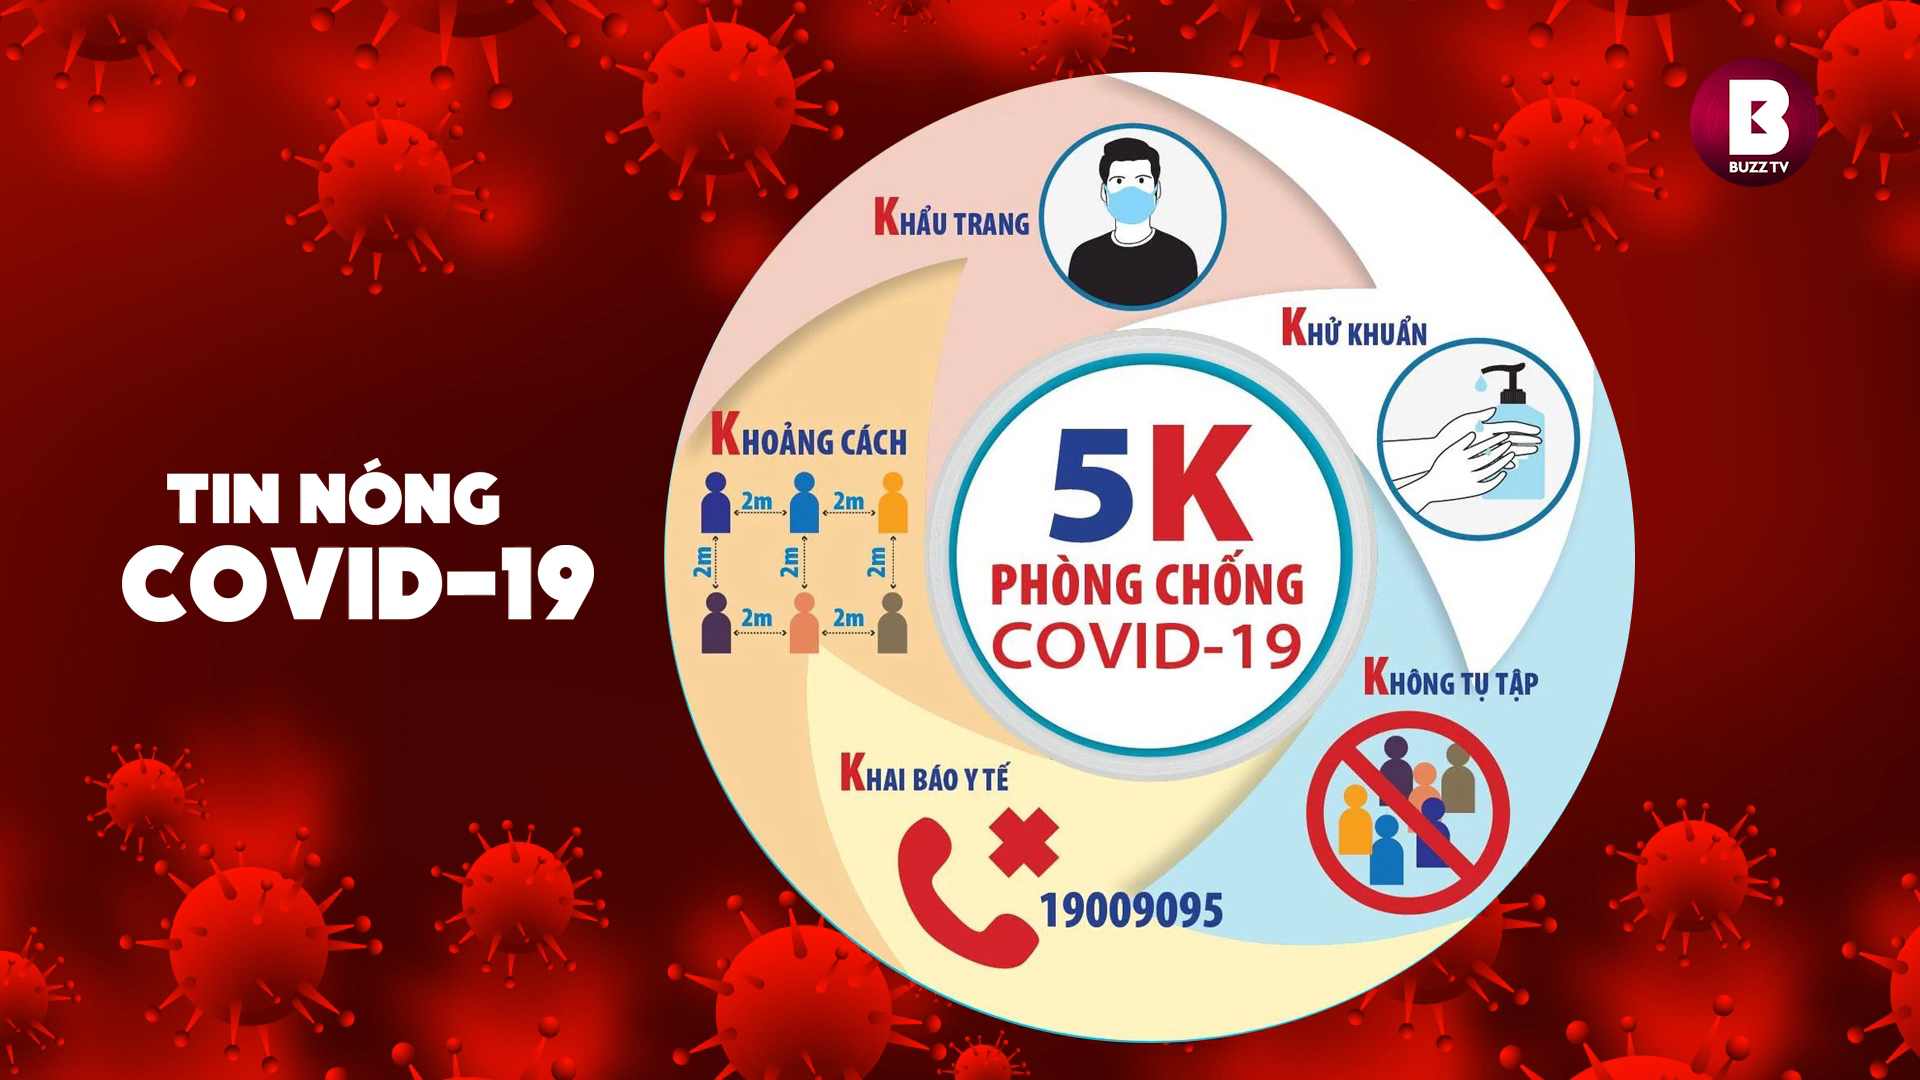 B
BUZZ TV
TIN NÓNG
COVID-19
KHẨU TRANG
KHỬ KHUẨN
KHOẢNG CÁCH
2m 2m
2m 2m 2m
2m 2m
5K
PHÒNG CHỐNG
COVID-19
KHÔNG TỤ TẬP
KHAI BÁO Y TẾ
19009095